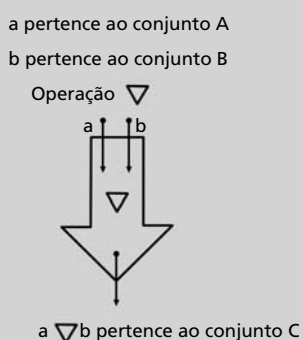 a pertence ao conjunto A
b pertence ao conjunto B
Operação ▽
a b
▽
a ▽ b pertence ao conjunto C